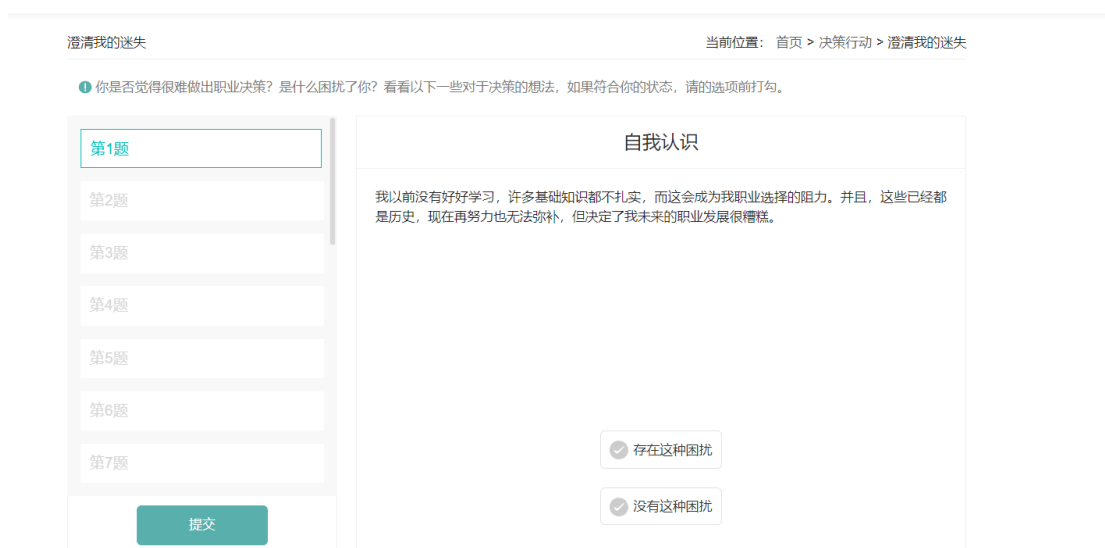 澄清我的迷失
当前位置： 首页 > 决策行动 > 澄清我的迷失
你是否觉得很难做出职业决策？是什么困扰了你？看看以下一些对于决策的想法，如果符合你的状态，请的选项前打勾。
第1题
第2题
第3题
第4题
第5题
第6题
第7题
提交
自我认识
我以前没有好好学习，许多基础知识都不扎实，而这会成为我职业选择的阻力。并且，这些已经都
是历史，现在再努力也无法弥补，但决定了我未来的职业发展很糟糕。
存在这种困扰
没有这种困扰